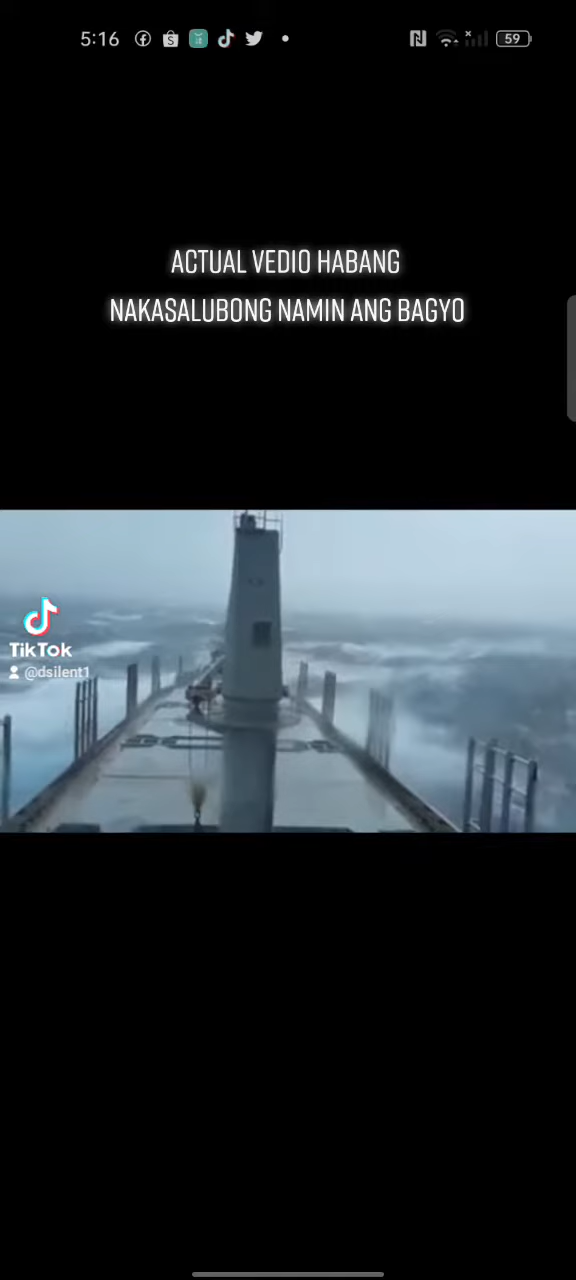 5:16
59
ACTUAL VEDIO HABANG
NAKASALUBONG NAMIN ANG BAGYO
TikTok
@dsilent1